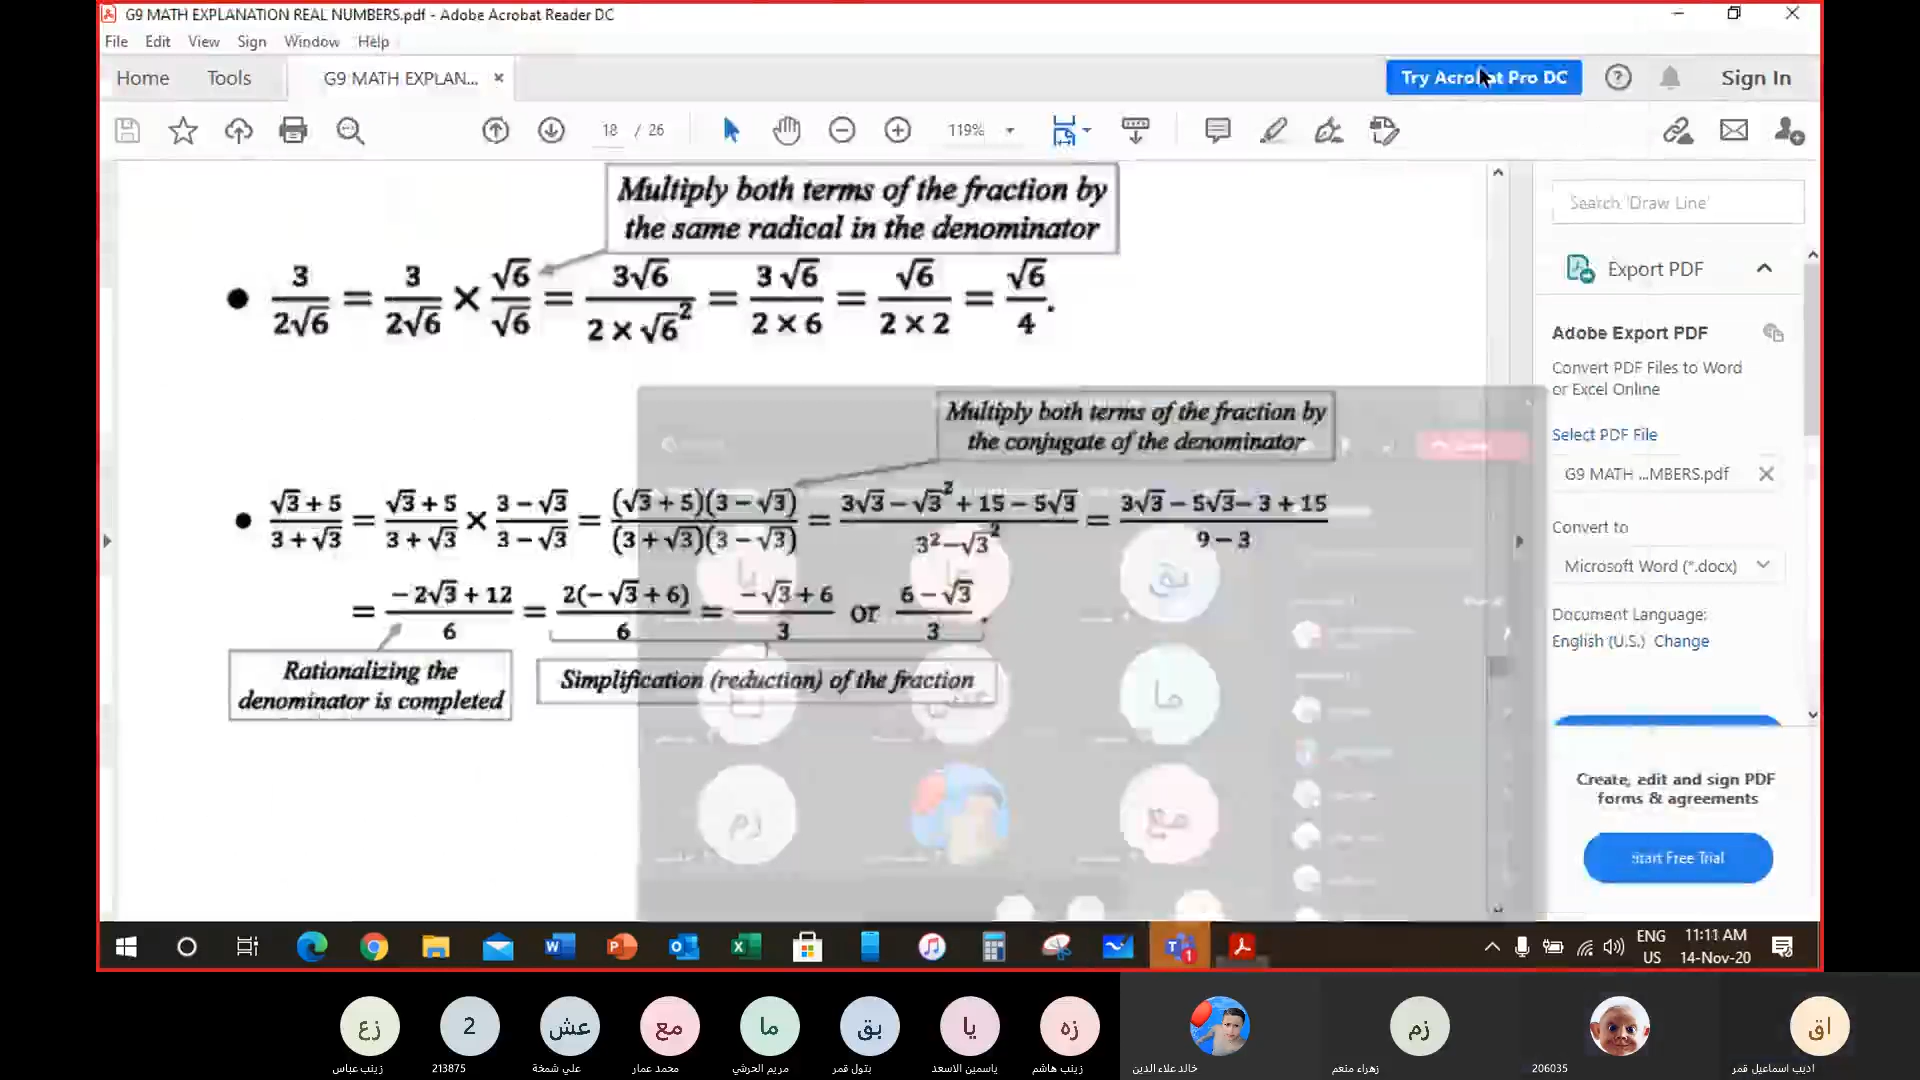 G9 MATH EXPLANATION REAL NUMBERS.pdf - Adobe Acrobat Reader DC
File Edit View Sign Window Help
Home Tools G9 MATH EXPLAN... × Try Acrobat Pro DC Sign In
18 / 26 119%
Multiply both terms of the fraction by
the same radical in the denominator
● 3/(2√6) = 3/(2√6) × √6/√6 = 3√6/(2 × √6²) = 3√6/(2 × 6) = √6/(2 × 2) = √6/4.
Multiply both terms of the fraction by
the conjugate of the denominator
● (√3 + 5)/(3 + √3) = (√3 + 5)/(3 + √3) × (3 − √3)/(3 − √3) = (√3 + 5)(3 − √3)/(3 + √3)(3 − √3) = (3√3 − √3² + 15 − 5√3)/(3² − √3²) = (3√3 − 5√3 − 3 + 15)/(9 − 3)
= (− 2√3 + 12)/6 = 2(− √3 + 6)/6 = (− √3 + 6)/3 or (6 − √3)/3.
Rationalizing the
denominator is completed
Simplification (reduction) of the fraction
يا
بق
ما
زم
مع
Search 'Draw Line'
Export PDF
Adobe Export PDF
Convert PDF Files to Word
or Excel Online
Select PDF File
G9 MATH ...MBERS.pdf
Convert to
Microsoft Word (*.docx)
Document Language:
English (U.S.) Change
Create, edit and sign PDF
forms & agreements
Start Free Trial
ENG
US
11:11 AM
14-Nov-20
زع 2 عش مع ما بق يا زه زم اق
زينب عباس 213875 علي شمخة محمد عمار مريم الحرشي بتول قمر ياسمين الاسعد زينب هاشم خالد علاء الدين زهراء منعم 206035 اديب اسماعيل قمر